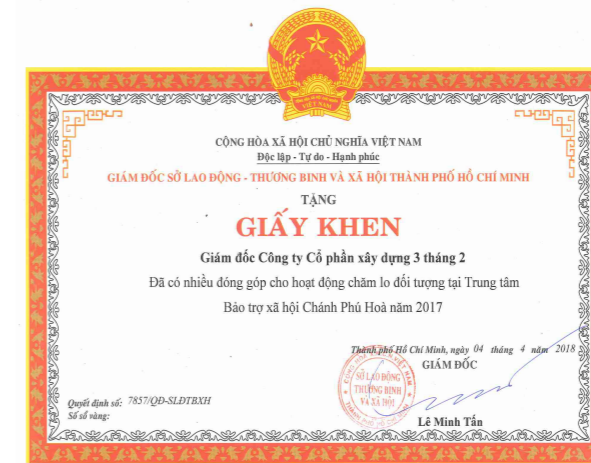 VIỆT NAM
CỘNG HÒA XÃ HỘI CHỦ NGHĨA VIỆT NAM
Độc lập - Tự do - Hạnh phúc
GIÁM ĐỐC SỞ LAO ĐỘNG - THƯƠNG BINH VÀ XÃ HỘI THÀNH PHỐ HỒ CHÍ MINH
TẶNG
GIẤY KHEN
Giám đốc Công ty Cổ phần xây dựng 3 tháng 2
Đã có nhiều đóng góp cho hoạt động chăm lo đối tượng tại Trung tâm
Bảo trợ xã hội Chánh Phú Hoà năm 2017
Thành phố Hồ Chí Minh, ngày 04 tháng 4 năm 2018
GIÁM ĐỐC
SỞ LAO ĐỘNG
THƯƠNG BINH
VÀ XÃ HỘI
Quyết định số: 7857/QĐ-SLĐTBXH
Số sổ vàng:
Lê Minh Tấn